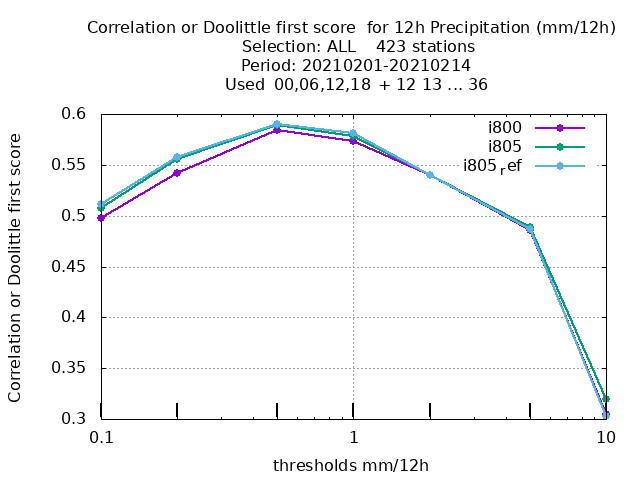 Correlation or Doolittle first score  for 12h Precipitation (mm/12h)
Selection: ALL    423 stations
Period: 20210201-20210214
Used  00,06,12,18  + 12 13 ... 36
Correlation or Doolittle first score
0.6
0.55
0.5
0.45
0.4
0.35
0.3
i800
i805
i805ref
0.1
1
10
thresholds mm/12h